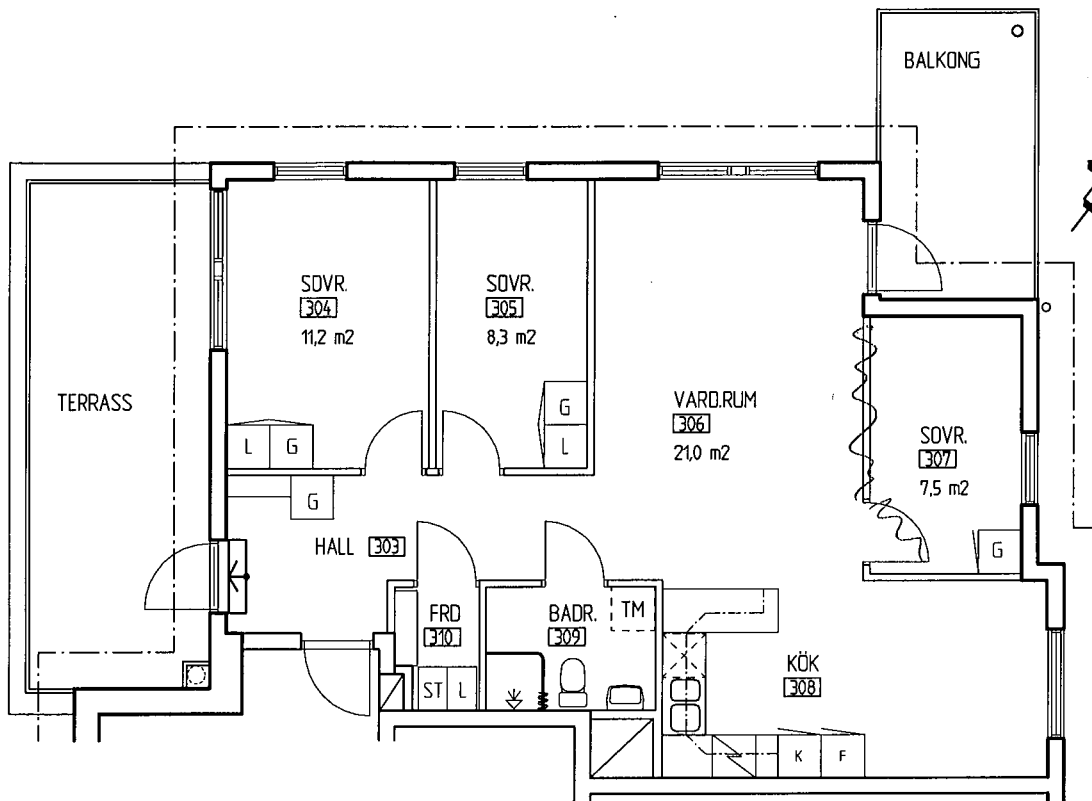 BALKONG
SOVR.
304
11,2 m2
SOVR.
305
8,3 m2
TERRASS
VARD.RUM
306
21,0 m2
G
L
L G
SOVR.
307
7,5 m2
G
G
HALL 303
FRD
310
BADR.
309
TM
ST L
KÖK
308
K F